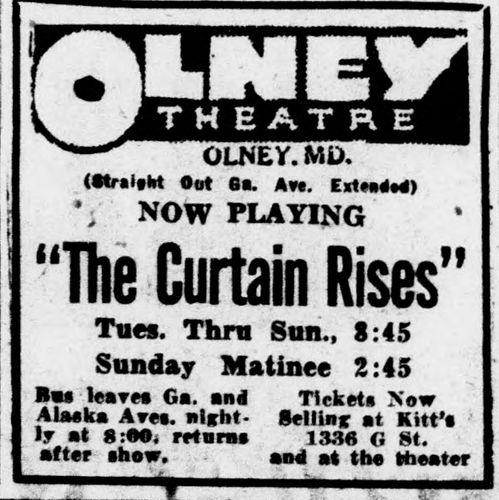 OLNEY
THEATRE
OLNEY. MD.
(Straight Out Ga. Ave. Extended)
NOW PLAYING
"The Curtain Rises"
Tues. Thru Sun., 8:45
Sunday Matinee 2:45
Bus leaves Ga. and
Alaska Aves. night-
ly at 8:00, returns
after show.
Tickets Now
Selling at Kitt's
1336 G St.
and at the theater